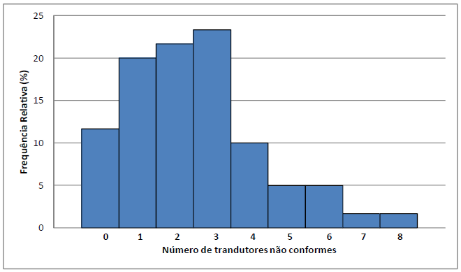 Frequência Relativa (%)
25
20
15
10
5
0
0 1 2 3 4 5 6 7 8
Número de trandutores não conformes